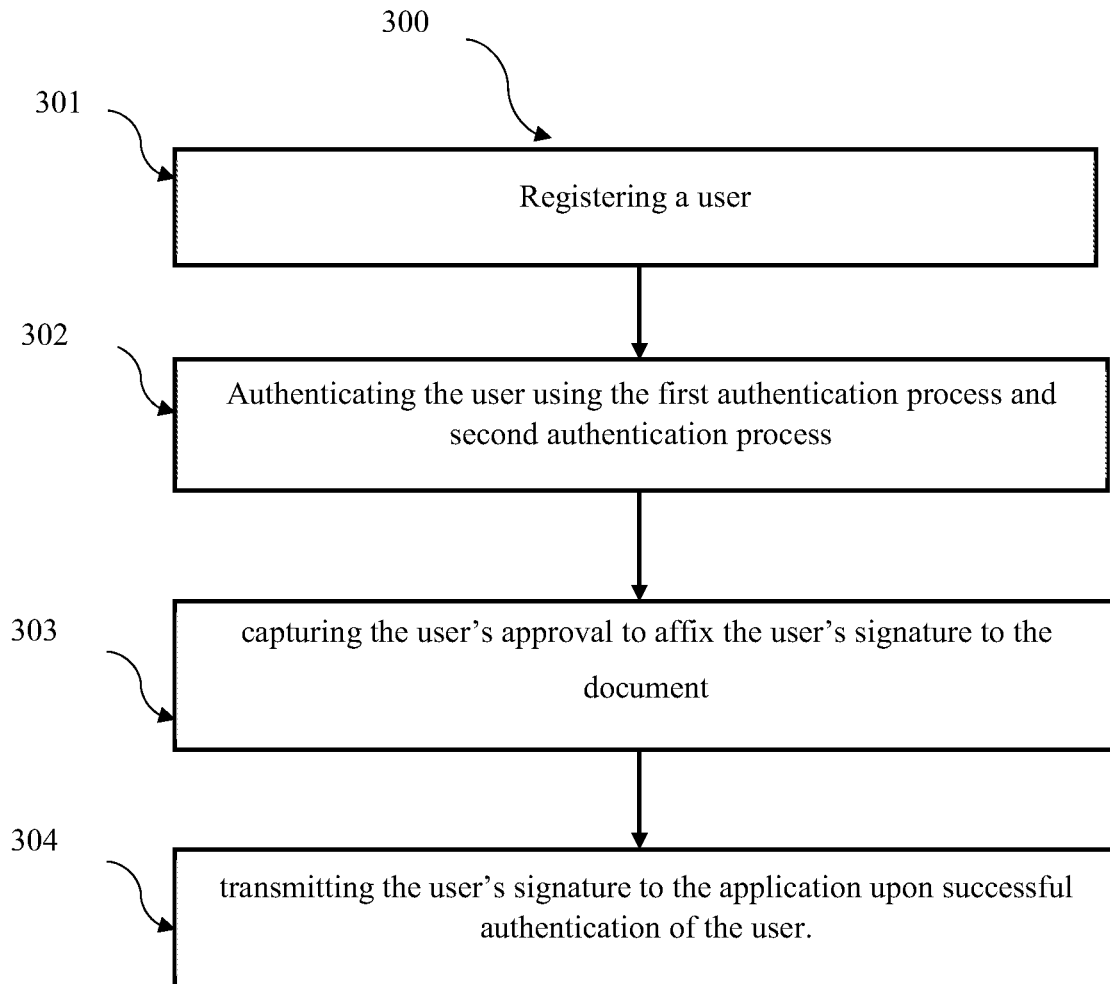 300
301
Registering a user
302
Authenticating the user using the first authentication process and
second authentication process
303
capturing the user’s approval to affix the user’s signature to the
document
304
transmitting the user’s signature to the application upon successful
authentication of the user.